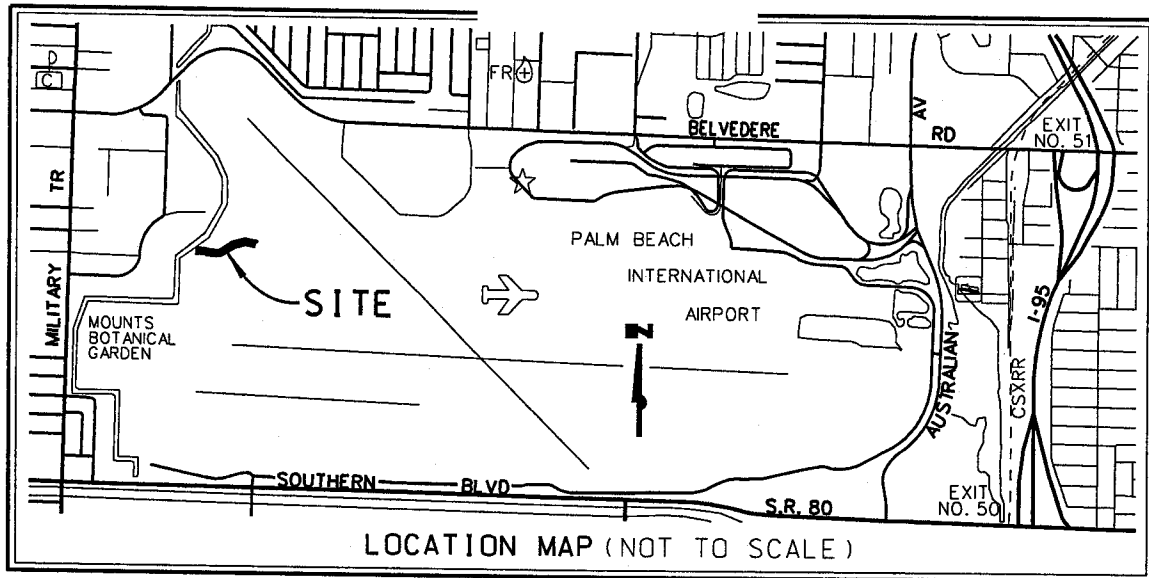 P
C
FR
BELVEDERE
RD
AV
EXIT
NO. 51
MILITARY TR
PALM BEACH
INTERNATIONAL
AIRPORT
SITE
MOUNTS
BOTANICAL
GARDEN
N
AUSTRALIAN
I-95
CSXRR
SOUTHERN BLVD
S.R. 80
EXIT
NO. 50
LOCATION MAP (NOT TO SCALE)